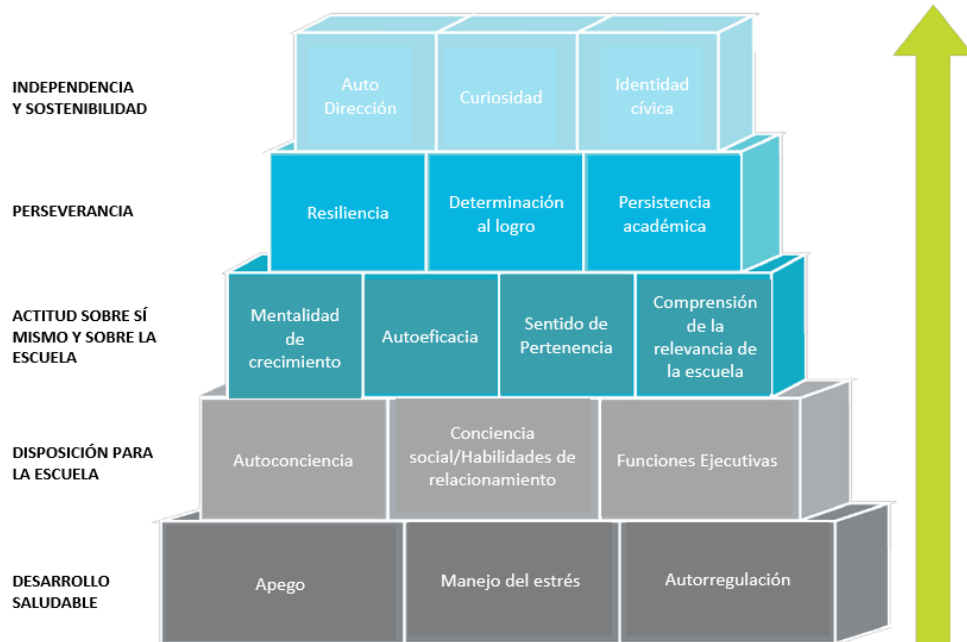 INDEPENDENCIA
Y SOSTENIBILIDAD
Auto
Dirección
Curiosidad
Identidad
cívica
PERSEVERANCIA
Resiliencia
Determinación
al logro
Persistencia
académica
ACTITUD SOBRE SÍ
MISMO Y SOBRE LA
ESCUELA
Mentalidad
de
crecimiento
Autoeficacia
Sentido de
Pertenencia
Comprensión
de la
relevancia de
la escuela
DISPOSICIÓN PARA
LA ESCUELA
Autoconciencia
Conciencia
social/Habilidades de
relacionamiento
Funciones Ejecutivas
DESARROLLO
SALUDABLE
Apego
Manejo del estrés
Autorregulación